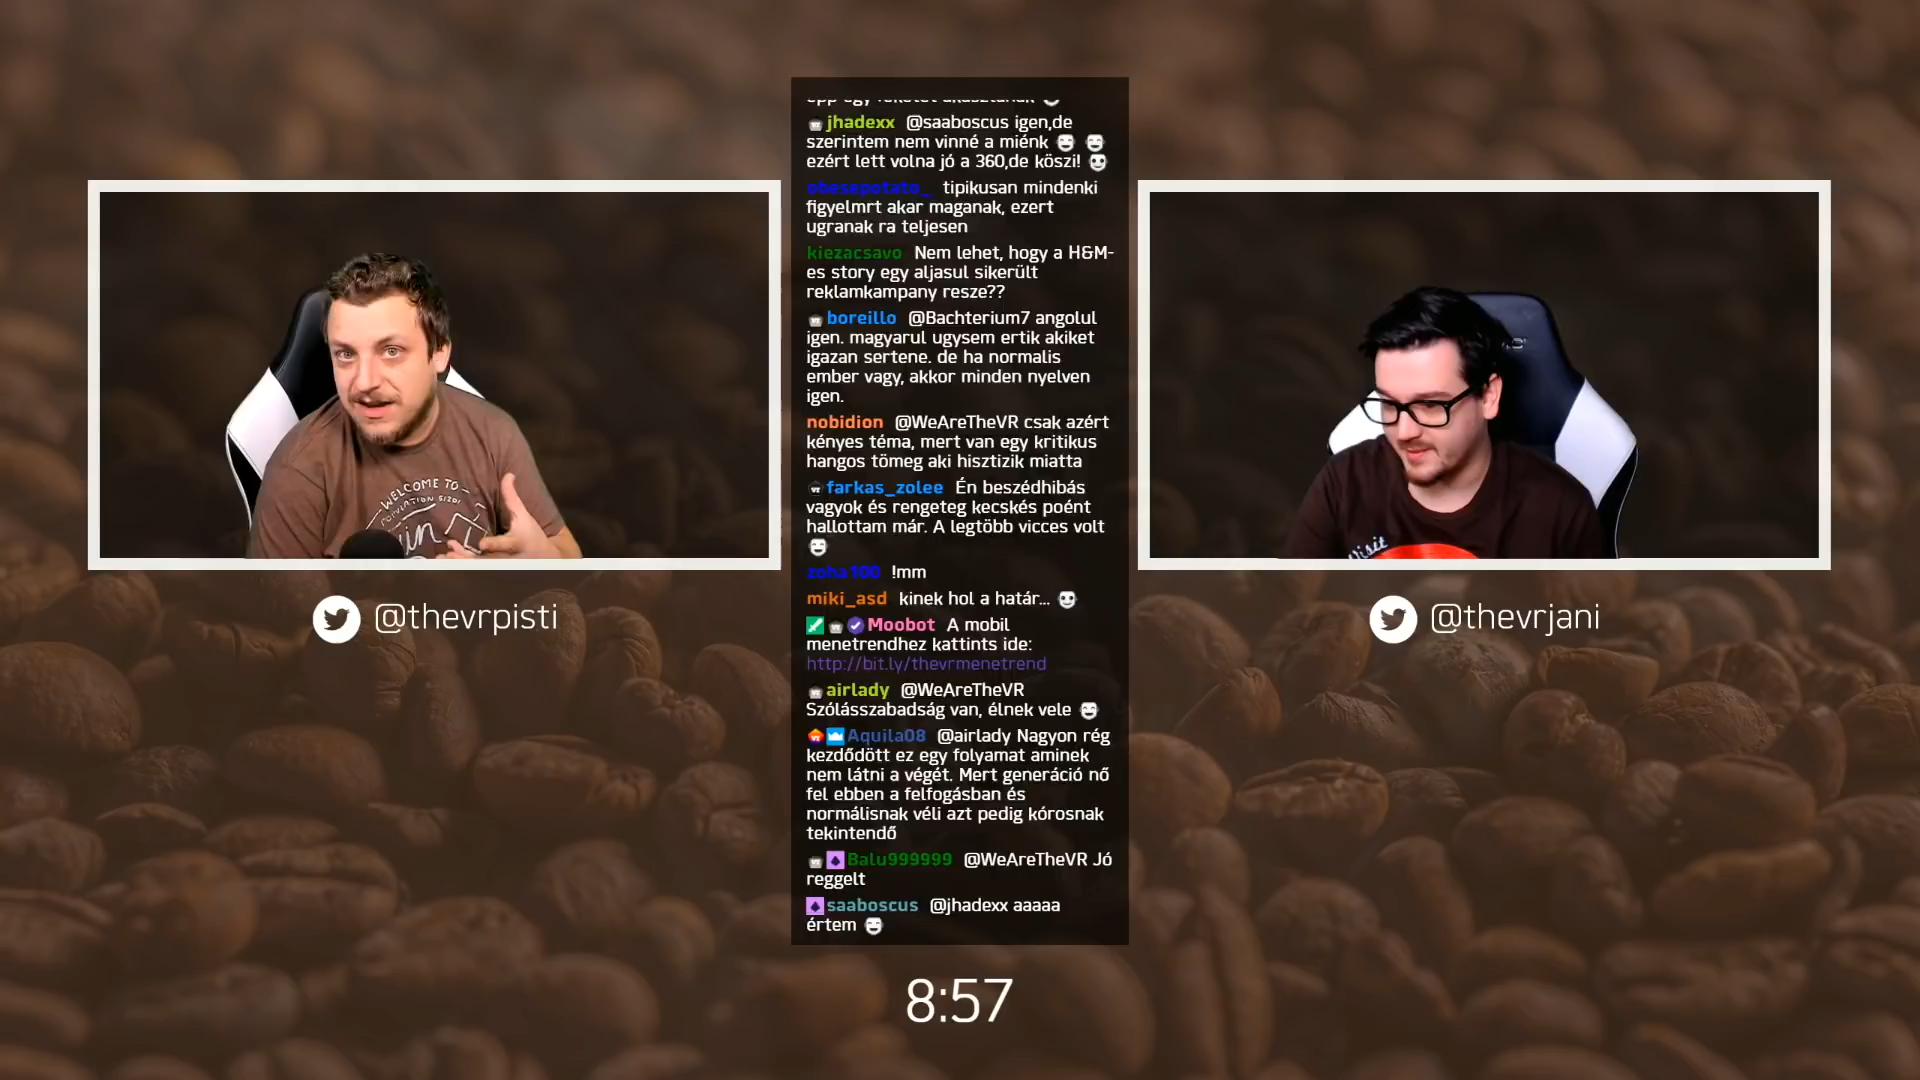 jhadexx @saaboscus igen,de
szerintem nem vinné a miénk
ezért lett volna jó a 360,de köszi!
obesepotato_ tipikusan mindenki
figyelmrt akar maganak, ezert
ugranak ra teljesen
kiezacsavo Nem lehet, hogy a H&M-
es story egy aljasul sikerült
reklamkampany resze??
boreillo @Bachterium7 angolul
igen. magyarul ugysem ertik akiket
igazan sertene. de ha normalis
ember vagy, akkor minden nyelven
igen.
nobidion @WeAreTheVR csak azért
kényes téma, mert van egy kritikus
hangos tömeg aki hisztizik miatta
farkas_zolee Én beszédhibás
vagyok és rengeteg kecskés poént
hallottam már. A legtöbb vicces volt
zoha100 !mm
miki_asd kinek hol a határ...
Moobot A mobil
menetrendhez kattints ide:
http://bit.ly/thevrmenetrend
airlady @WeAreTheVR
Szólásszabadság van, élnek vele
Aquila08 @airlady Nagyon rég
kezdődött ez egy folyamat aminek
nem látni a végét. Mert generáció nő
fel ebben a felfogásban és
normálisnak véli azt pedig kórosnak
tekintendő
Balu999999 @WeAreTheVR Jó
reggelt
saaboscus @jhadexx aaaaa
értem
WELCOME TO
@thevrpisti
Visit
@thevrjani
8:57